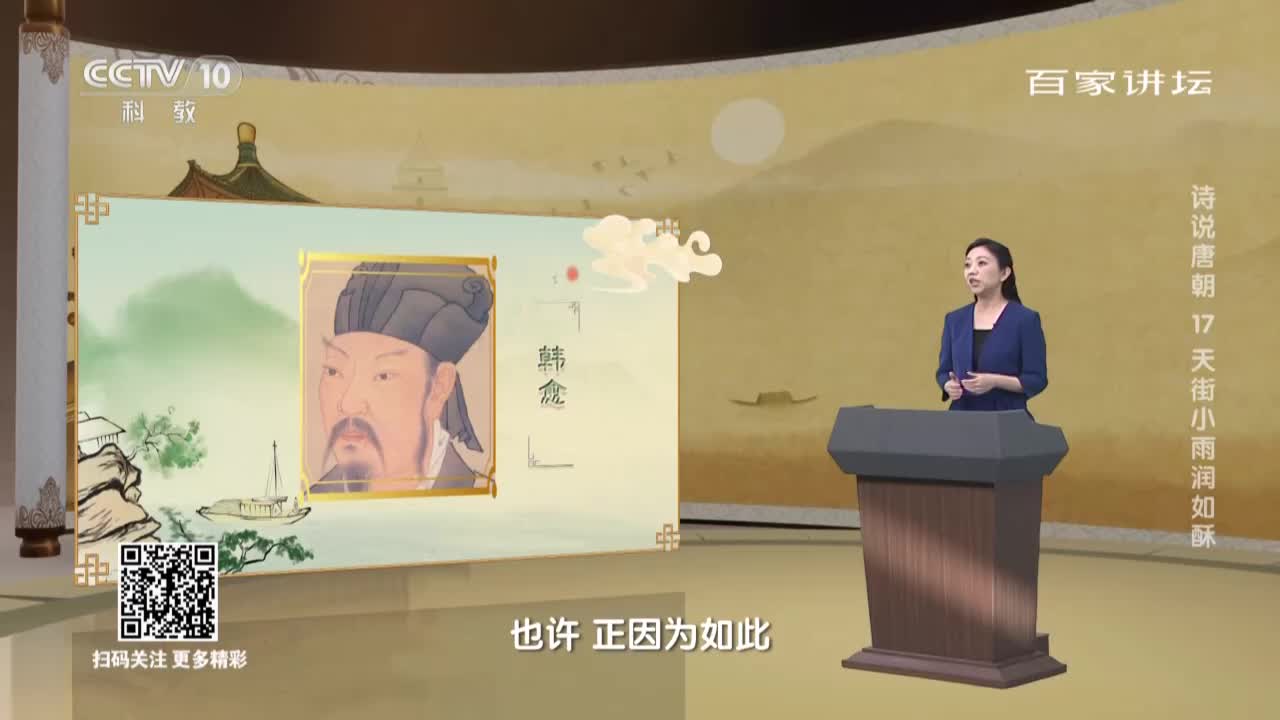 CCTV 10
科 教
百家讲坛
诗说唐朝 17 天街小雨润如酥
韩愈
也许 正因为如此
扫码关注 更多精彩